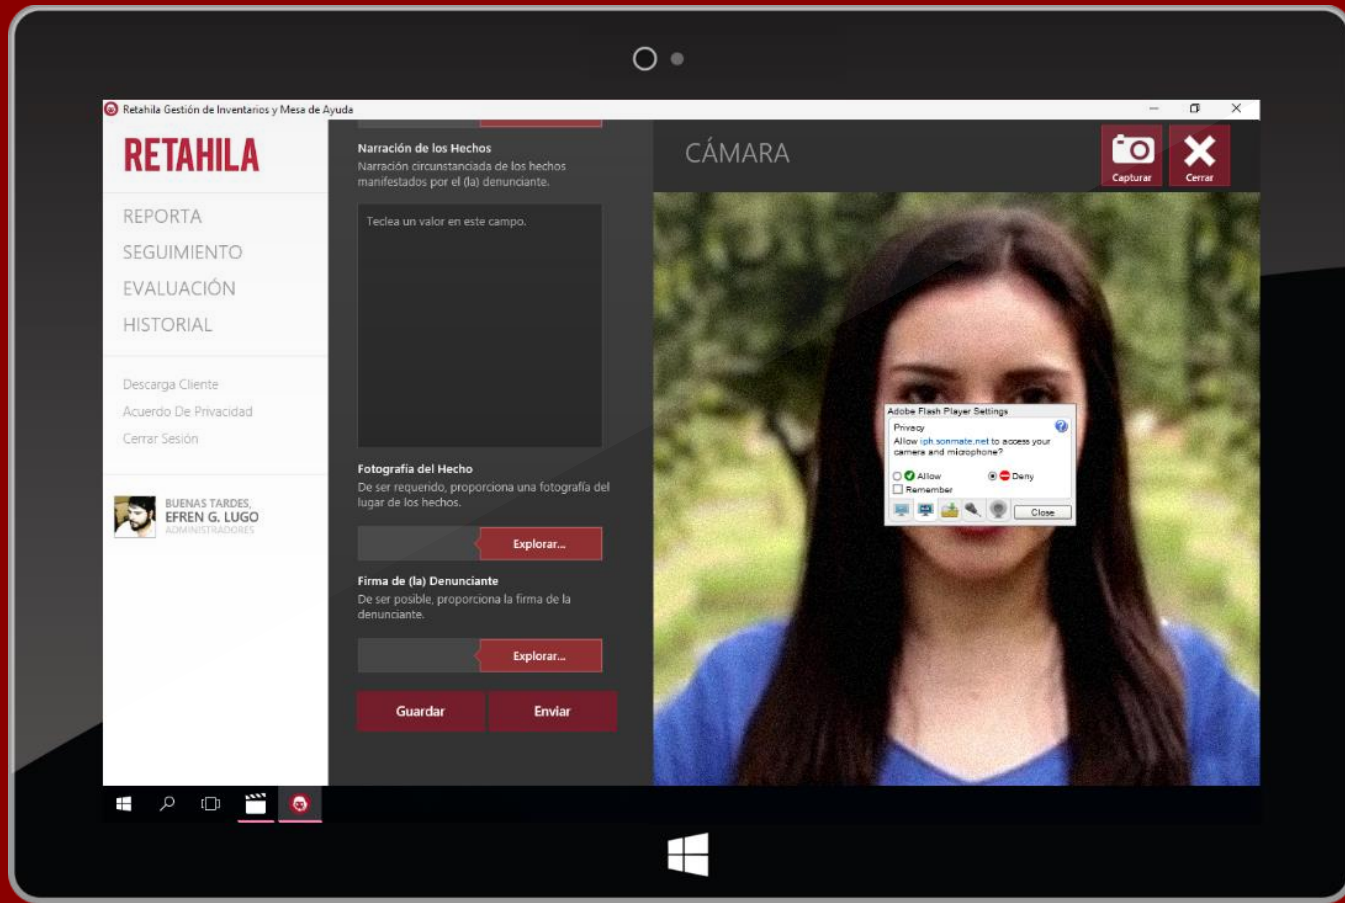 Retahila Gestión de Inventarios y Mesa de Ayuda
RETAHILA
REPORTA
SEGUIMIENTO
EVALUACIÓN
HISTORIAL
Descarga Cliente
Acuerdo De Privacidad
Cerrar Sesión
BUENAS TARDES,
EFREN G. LUGO
ADMINISTRADORES
Narración de los Hechos
Narración circunstanciada de los hechos
manifestados por el (la) denunciante.
Teclea un valor en este campo.
Fotografía del Hecho
De ser requerido, proporciona una fotografía del
lugar de los hechos.
Explorar...
Firma de (la) Denunciante
De ser posible, proporciona la firma de la
denunciante.
Explorar...
Guardar Enviar
CÁMARA
Capturar Cerrar
Adobe Flash Player Settings
Privacy
Allow iph.sonmate.net to access your
camera and microphone?
Allow Deny
Remember
Close